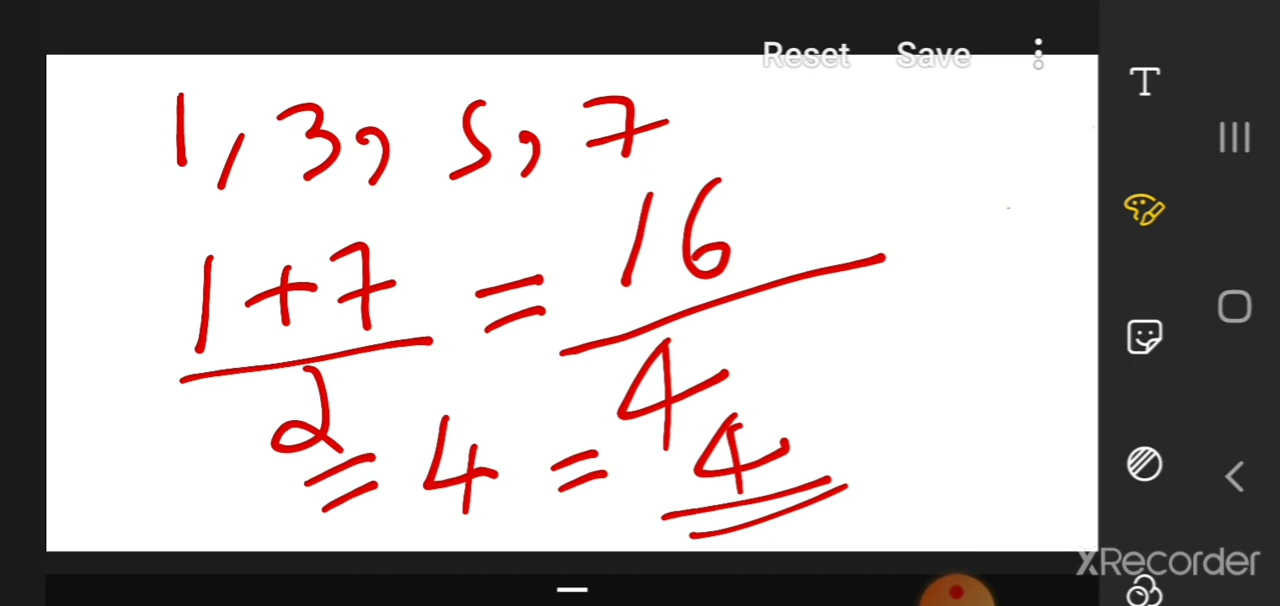 Reset Save
T
1, 3, 5, 7
1+7/2 = 16/4
= 4 = 4
XRecorder